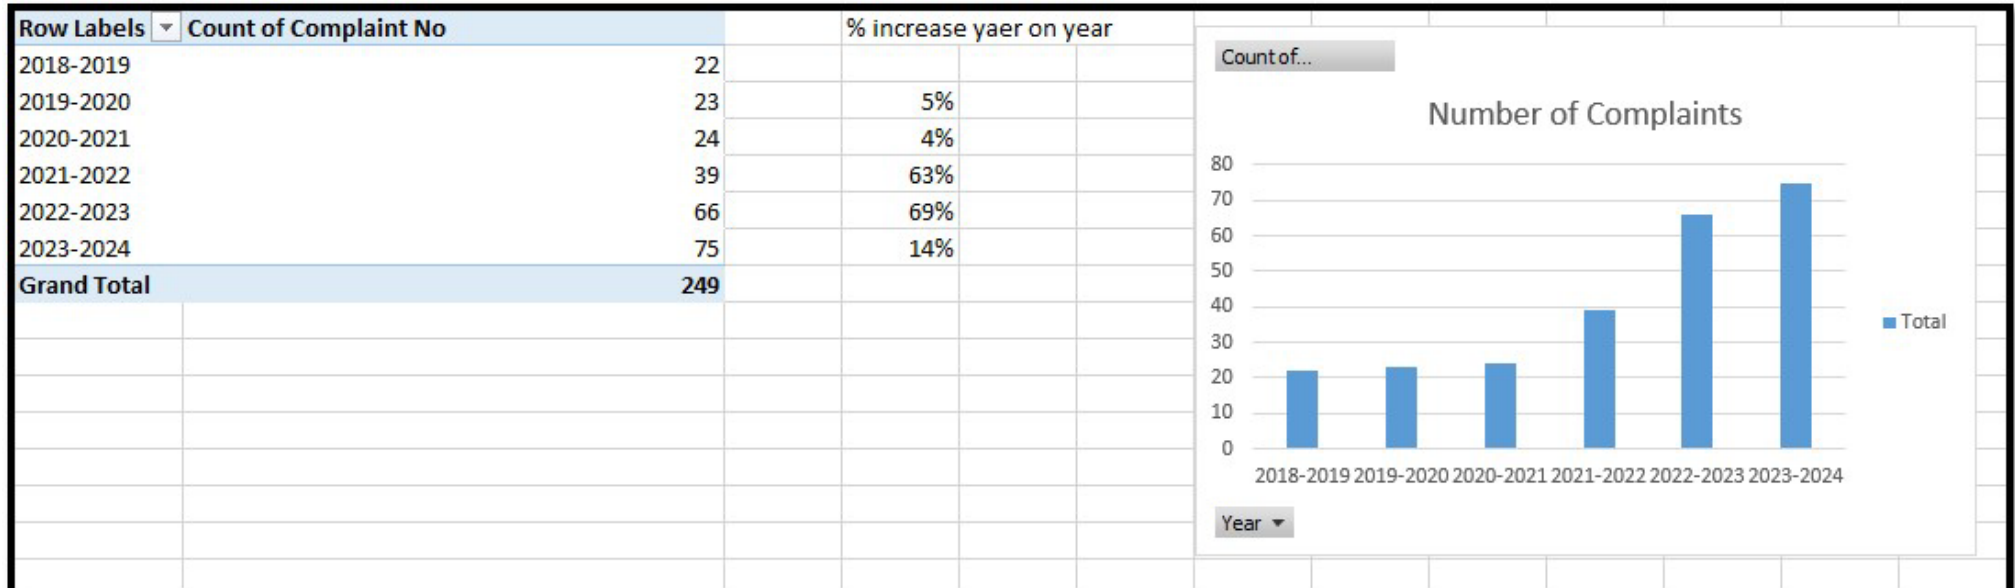 Row Labels Count of Complaint No % increase yaer on year
2018-2019 22
2019-2020 23 5%
2020-2021 24 4%
2021-2022 39 63%
2022-2023 66 69%
2023-2024 75 14%
Grand Total 249
Count of...
Number of Complaints
80
70
60
50
40
30
20
10
0
2018-2019 2019-2020 2020-2021 2021-2022 2022-2023 2023-2024
Total
Year